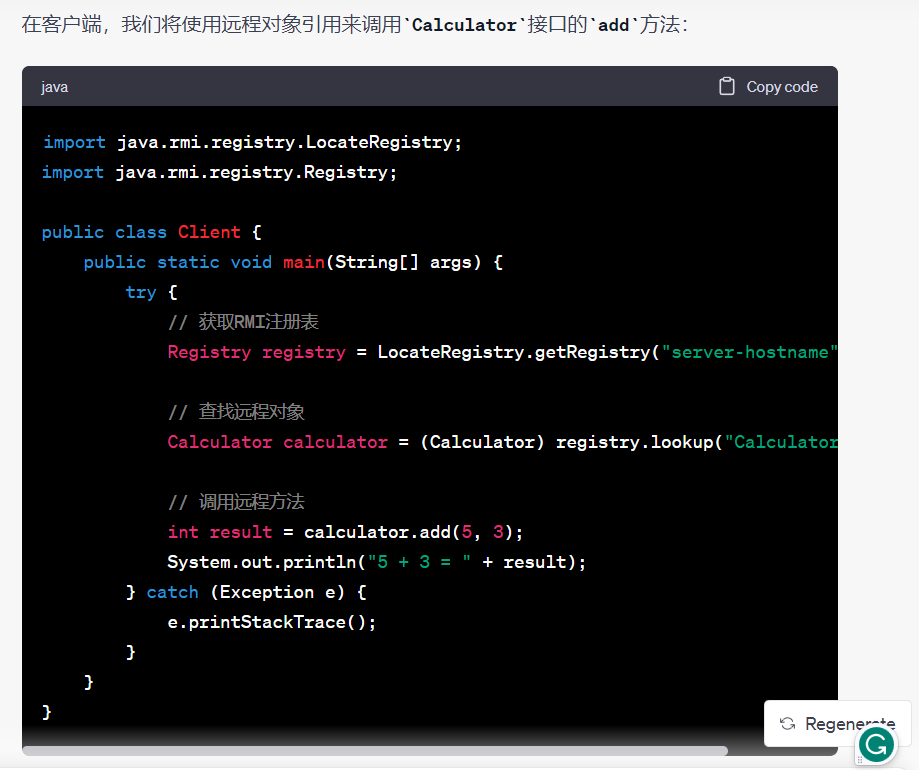 在客户端，我们将使用远程对象引用来调用`Calculator`接口的`add`方法：
java
Copy code
import java.rmi.registry.LocateRegistry;
import java.rmi.registry.Registry;
public class Client {
public static void main(String[] args) {
try {
// 获取RMI注册表
Registry registry = LocateRegistry.getRegistry("server-hostname"
// 查找远程对象
Calculator calculator = (Calculator) registry.lookup("Calculator
// 调用远程方法
int result = calculator.add(5, 3);
System.out.println("5 + 3 = " + result);
} catch (Exception e) {
e.printStackTrace();
}
}
}
Regenerate